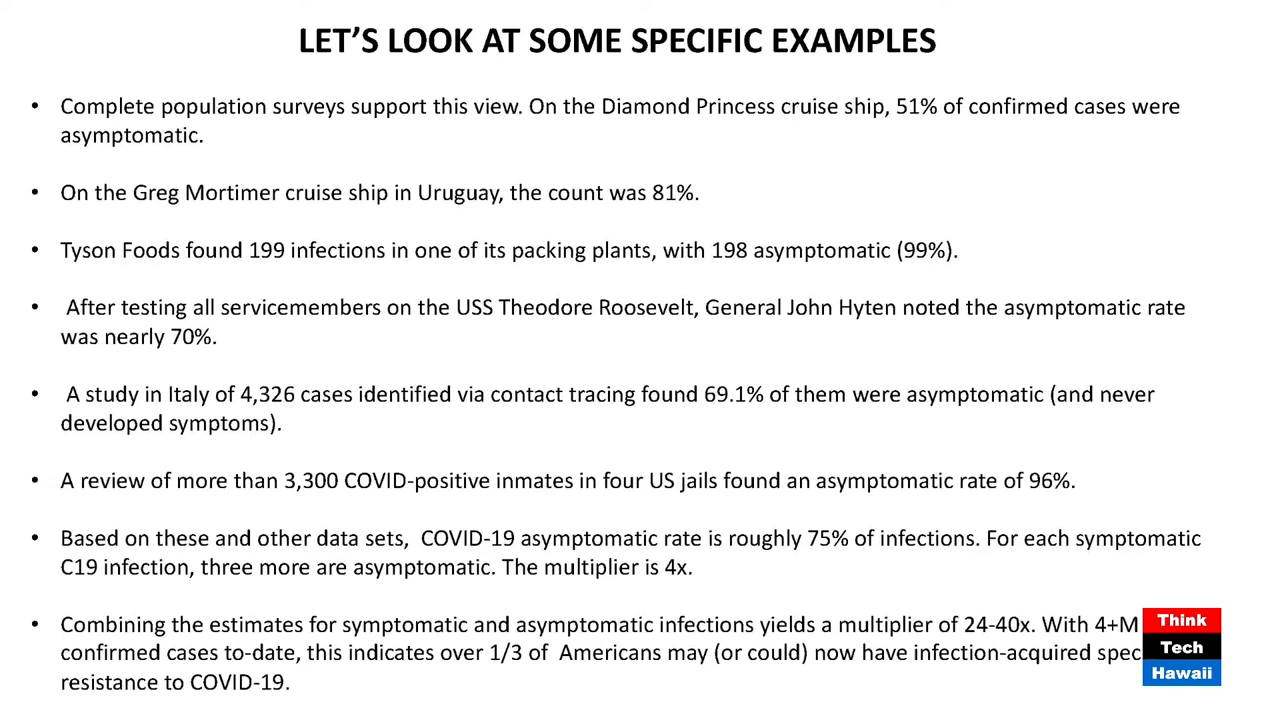 LET'S LOOK AT SOME SPECIFIC EXAMPLES
• Complete population surveys support this view. On the Diamond Princess cruise ship, 51% of confirmed cases were
asymptomatic.
• On the Greg Mortimer cruise ship in Uruguay, the count was 81%.
• Tyson Foods found 199 infections in one of its packing plants, with 198 asymptomatic (99%).
• After testing all servicemembers on the USS Theodore Roosevelt, General John Hyten noted the asymptomatic rate
was nearly 70%.
• A study in Italy of 4,326 cases identified via contact tracing found 69.1% of them were asymptomatic (and never
developed symptoms).
• A review of more than 3,300 COVID-positive inmates in four US jails found an asymptomatic rate of 96%.
• Based on these and other data sets, COVID-19 asymptomatic rate is roughly 75% of infections. For each symptomatic
C19 infection, three more are asymptomatic. The multiplier is 4x.
• Combining the estimates for symptomatic and asymptomatic infections yields a multiplier of 24-40x. With 4+M
confirmed cases to-date, this indicates over 1/3 of Americans may (or could) now have infection-acquired
resistance to COVID-19.
Think
Tech
Hawaii